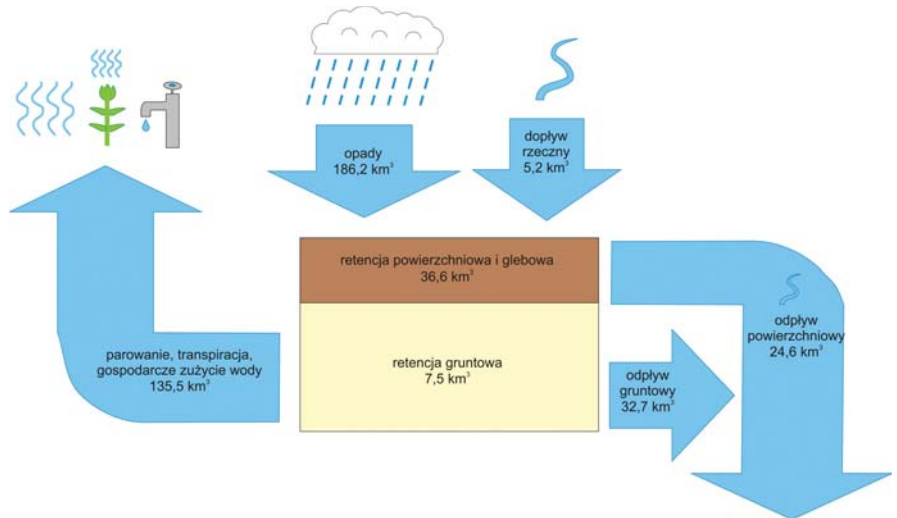 opady
186,2 km³
dopływ
rzeczny
5,2 km³
retencja powierzchniowa i glebowa
36,6 km³
odpływ
powierzchniowy
24,6 km³
parowanie, transpiracja,
gospodarcze zużycie wody
135,5 km³
retencja gruntowa
7,5 km³
odpływ
gruntowy
32,7 km³